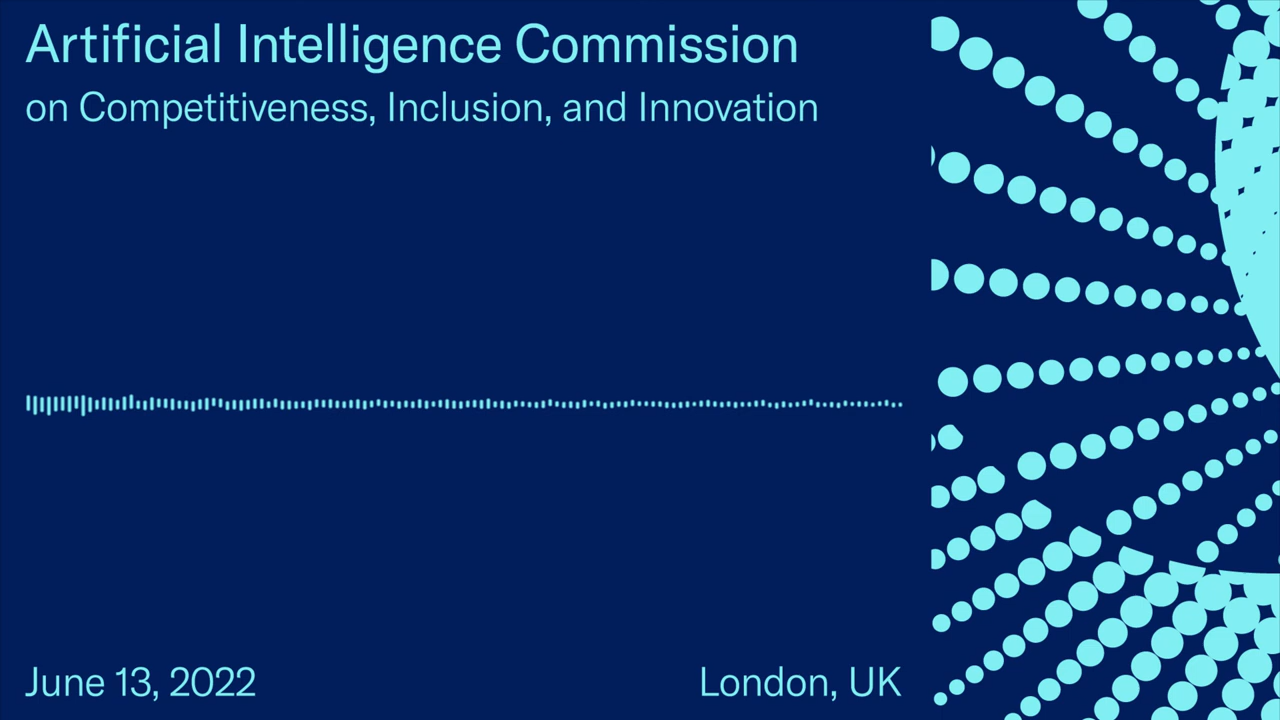 Artificial Intelligence Commission
on Competitiveness, Inclusion, and Innovation
June 13, 2022
London, UK